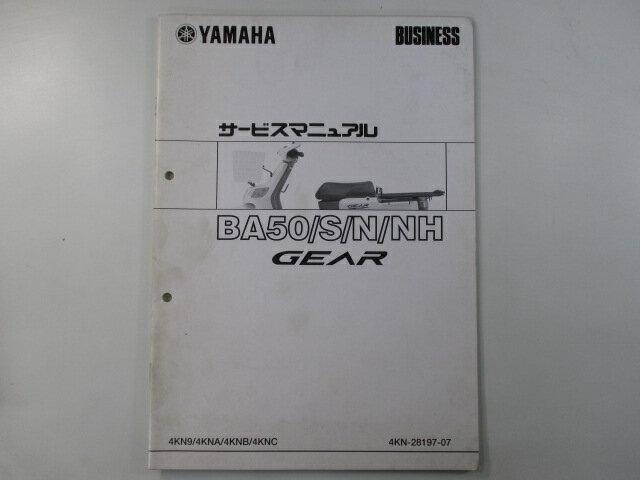 YAMAHA BUSINESS
サービスマニュアル
GEAR
BA50/S/N/NH
GEAR
4KN9/4KNA/4KNB/4KNC 4KN-28197-07